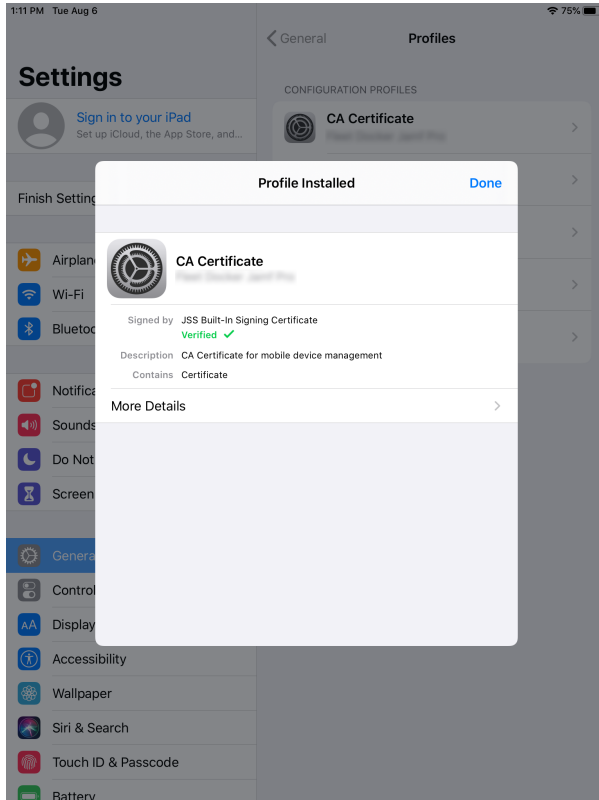 1:11 PM Tue Aug 6
75%
General
Profiles
Settings
CONFIGURATION PROFILES
Sign in to your iPad
Set up iCloud, the App Store, and...
CA Certificate
Finish Setting
Profile Installed
Done
CA Certificate
Signed by JSS Built-In Signing Certificate
Verified
Description CA Certificate for mobile device management
Contains Certificate
More Details
Airplan
Wi-Fi
Bluetoo
Notifica
Sounds
Do Not
Screen
Genera
Control
AA
Display
Accessibility
Wallpaper
Siri & Search
Touch ID & Passcode
Battery